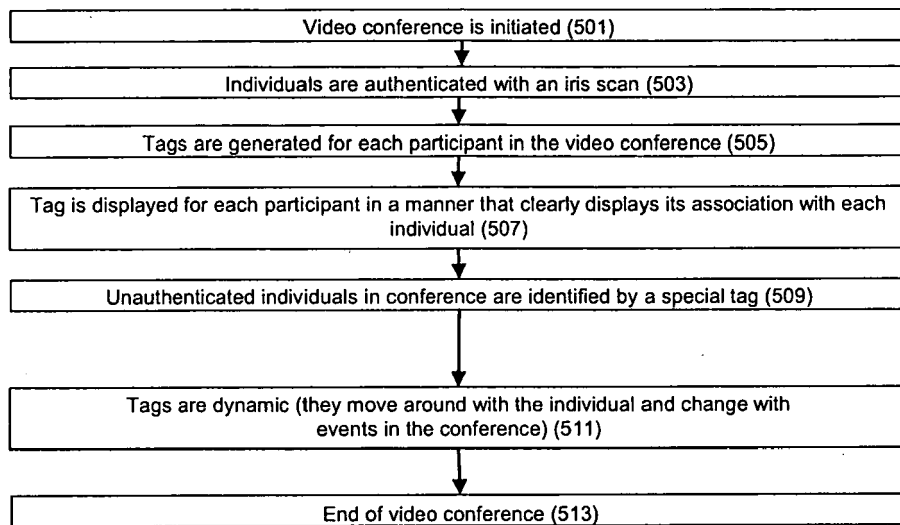 Video conference is initiated (501)
Individuals are authenticated with an iris scan (503)
Tags are generated for each participant in the video conference (505)
Tag is displayed for each participant in a manner that clearly displays its association with each
individual (507)
Unauthenticated individuals in conference are identified by a special tag (509)
Tags are dynamic (they move around with the individual and change with
events in the conference) (511)
End of video conference (513)